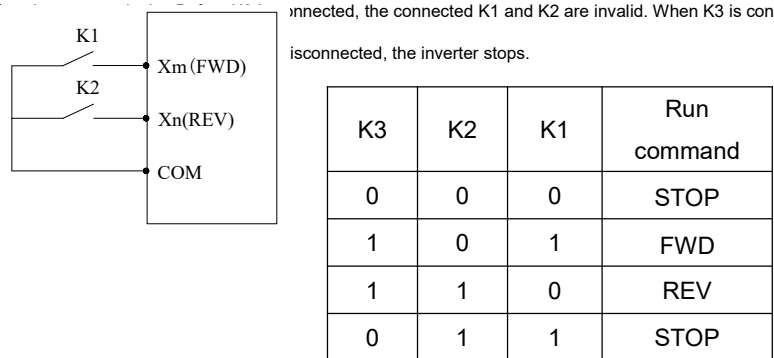 nnected, the connected K1 and K2 are invalid. When K3 is con
isconnected, the inverter stops.
K1
Xm(FWD)
K2
Xn(REV)
COM
K3 K2 K1 Run command
0 0 0 STOP
1 0 1 FWD
1 1 0 REV
0 1 1 STOP